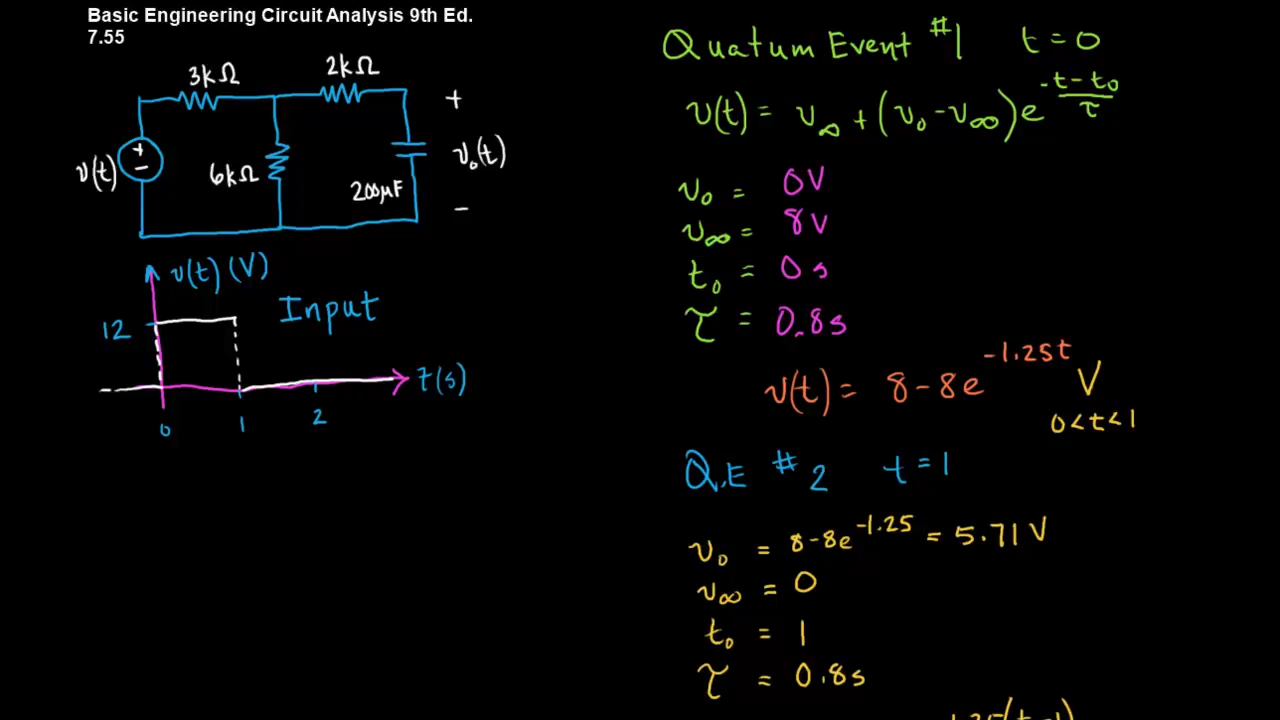 Basic Engineering Circuit Analysis 9th Ed.
7.55
3kΩ
2kΩ
+
v(t)
+
-
6kΩ
200μF
v₀(t)
-
v(t) (V)
Input
12
t(s)
0
1
2
Quatum Event #1 t = 0
v(t) = v∞ + (v₀ - v∞) e^(-(t - t₀)/τ)
v₀ = 0V
v∞ = 8V
t₀ = 0s
τ = 0.8s
v(t) = 8 - 8e^(-1.25t) V
0 < t < 1
Q.E #2 t = 1
v₀ = 8 - 8e^(-1.25) = 5.71 V
v∞ = 0
t₀ = 1
τ = 0.8s